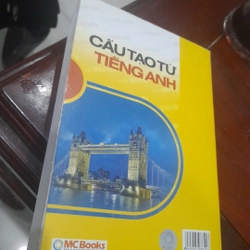 CẤU TẠO TỪ
TIẾNG ANH
MCBooks